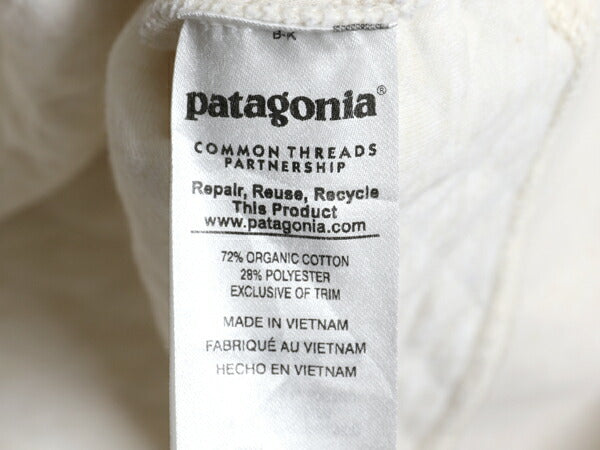 B-K
patagonia®
COMMON THREADS
PARTNERSHIP
Repair, Reuse, Recycle
This Product
www.patagonia.com
72% ORGANIC COTTON
28% POLYESTER
EXCLUSIVE OF TRIM
MADE IN VIETNAM
FABRIQUÉ AU VIETNAM
HECHO EN VIETNAM